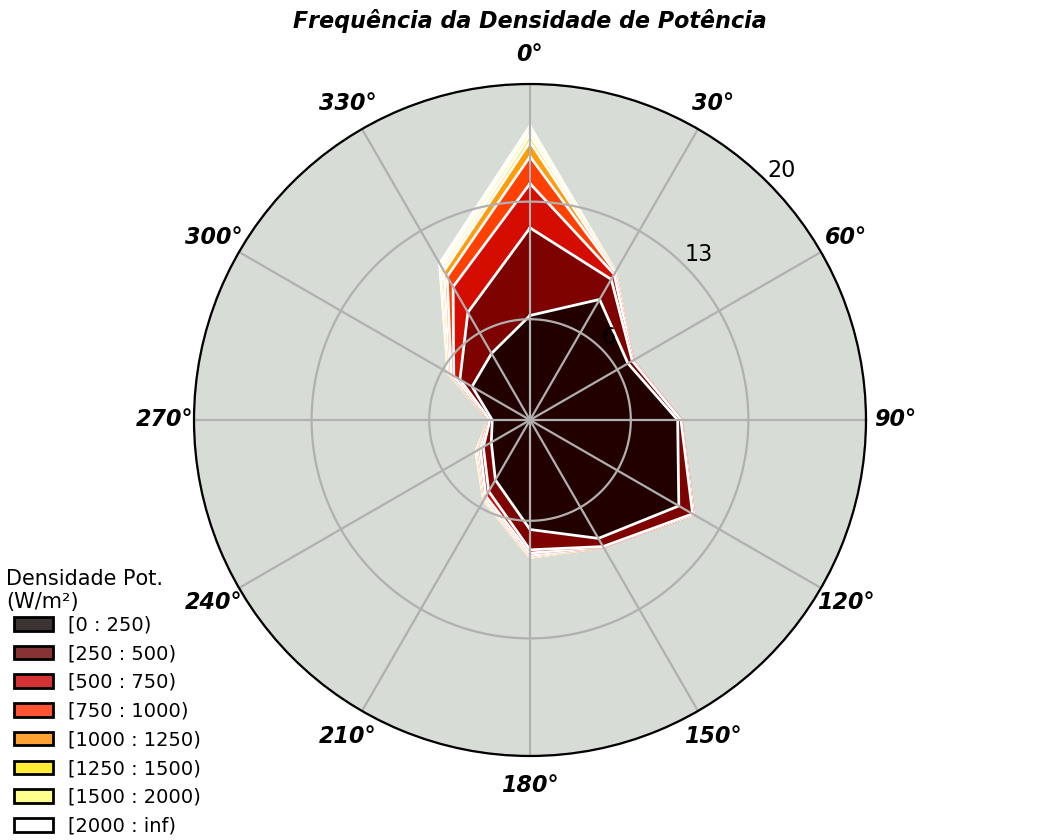 Frequência da Densidade de Potência
0°
330°
30°
20
300°
60°
13
6
270°
90°
240°
120°
210°
150°
180°
Densidade Pot.
(W/m²)
[0 : 250)
[250 : 500)
[500 : 750)
[750 : 1000)
[1000 : 1250)
[1250 : 1500)
[1500 : 2000)
[2000 : inf)